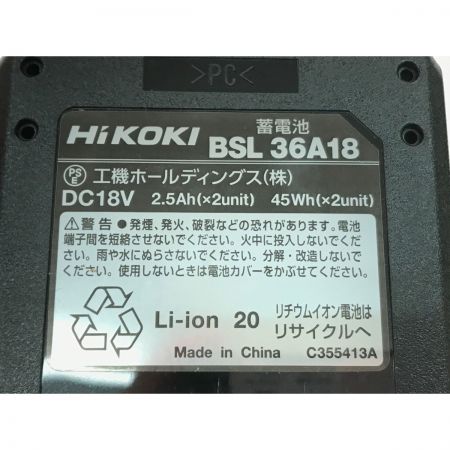 >PC<
HiKOKI 蓄電池 BSL 36A18
PSE 工機ホールディングス(株)
DC18V 2.5Ah(×2unit) 45Wh(×2unit)
⚠警告 ●発煙、発火、破裂などの恐れがあります。電池
端子間を短絡させないでください。火中に投入しないでくだ
さい。雨や水にぬらさないでください。分解・改造しないで
ください。使用しないときは電池カバーをかぶせてください。
Li-ion 20 リチウムイオン電池は
リサイクルへ
Made in China C355413A